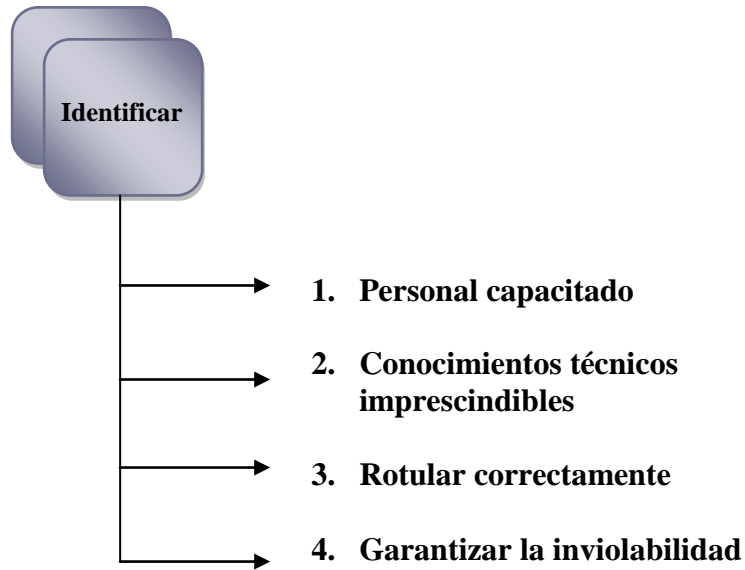 Identificar
1. Personal capacitado
2. Conocimientos técnicos
imprescindibles
3. Rotular correctamente
4. Garantizar la inviolabilidad